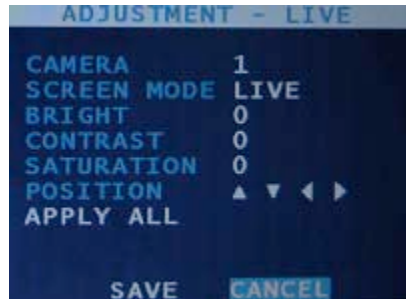 ADJUSTMENT - LIVE
CAMERA 1
SCREEN MODE LIVE
BRIGHT 0
CONTRAST 0
SATURATION 0
POSITION ▲ ▼ ◀ ▶
APPLY ALL
SAVE CANCEL